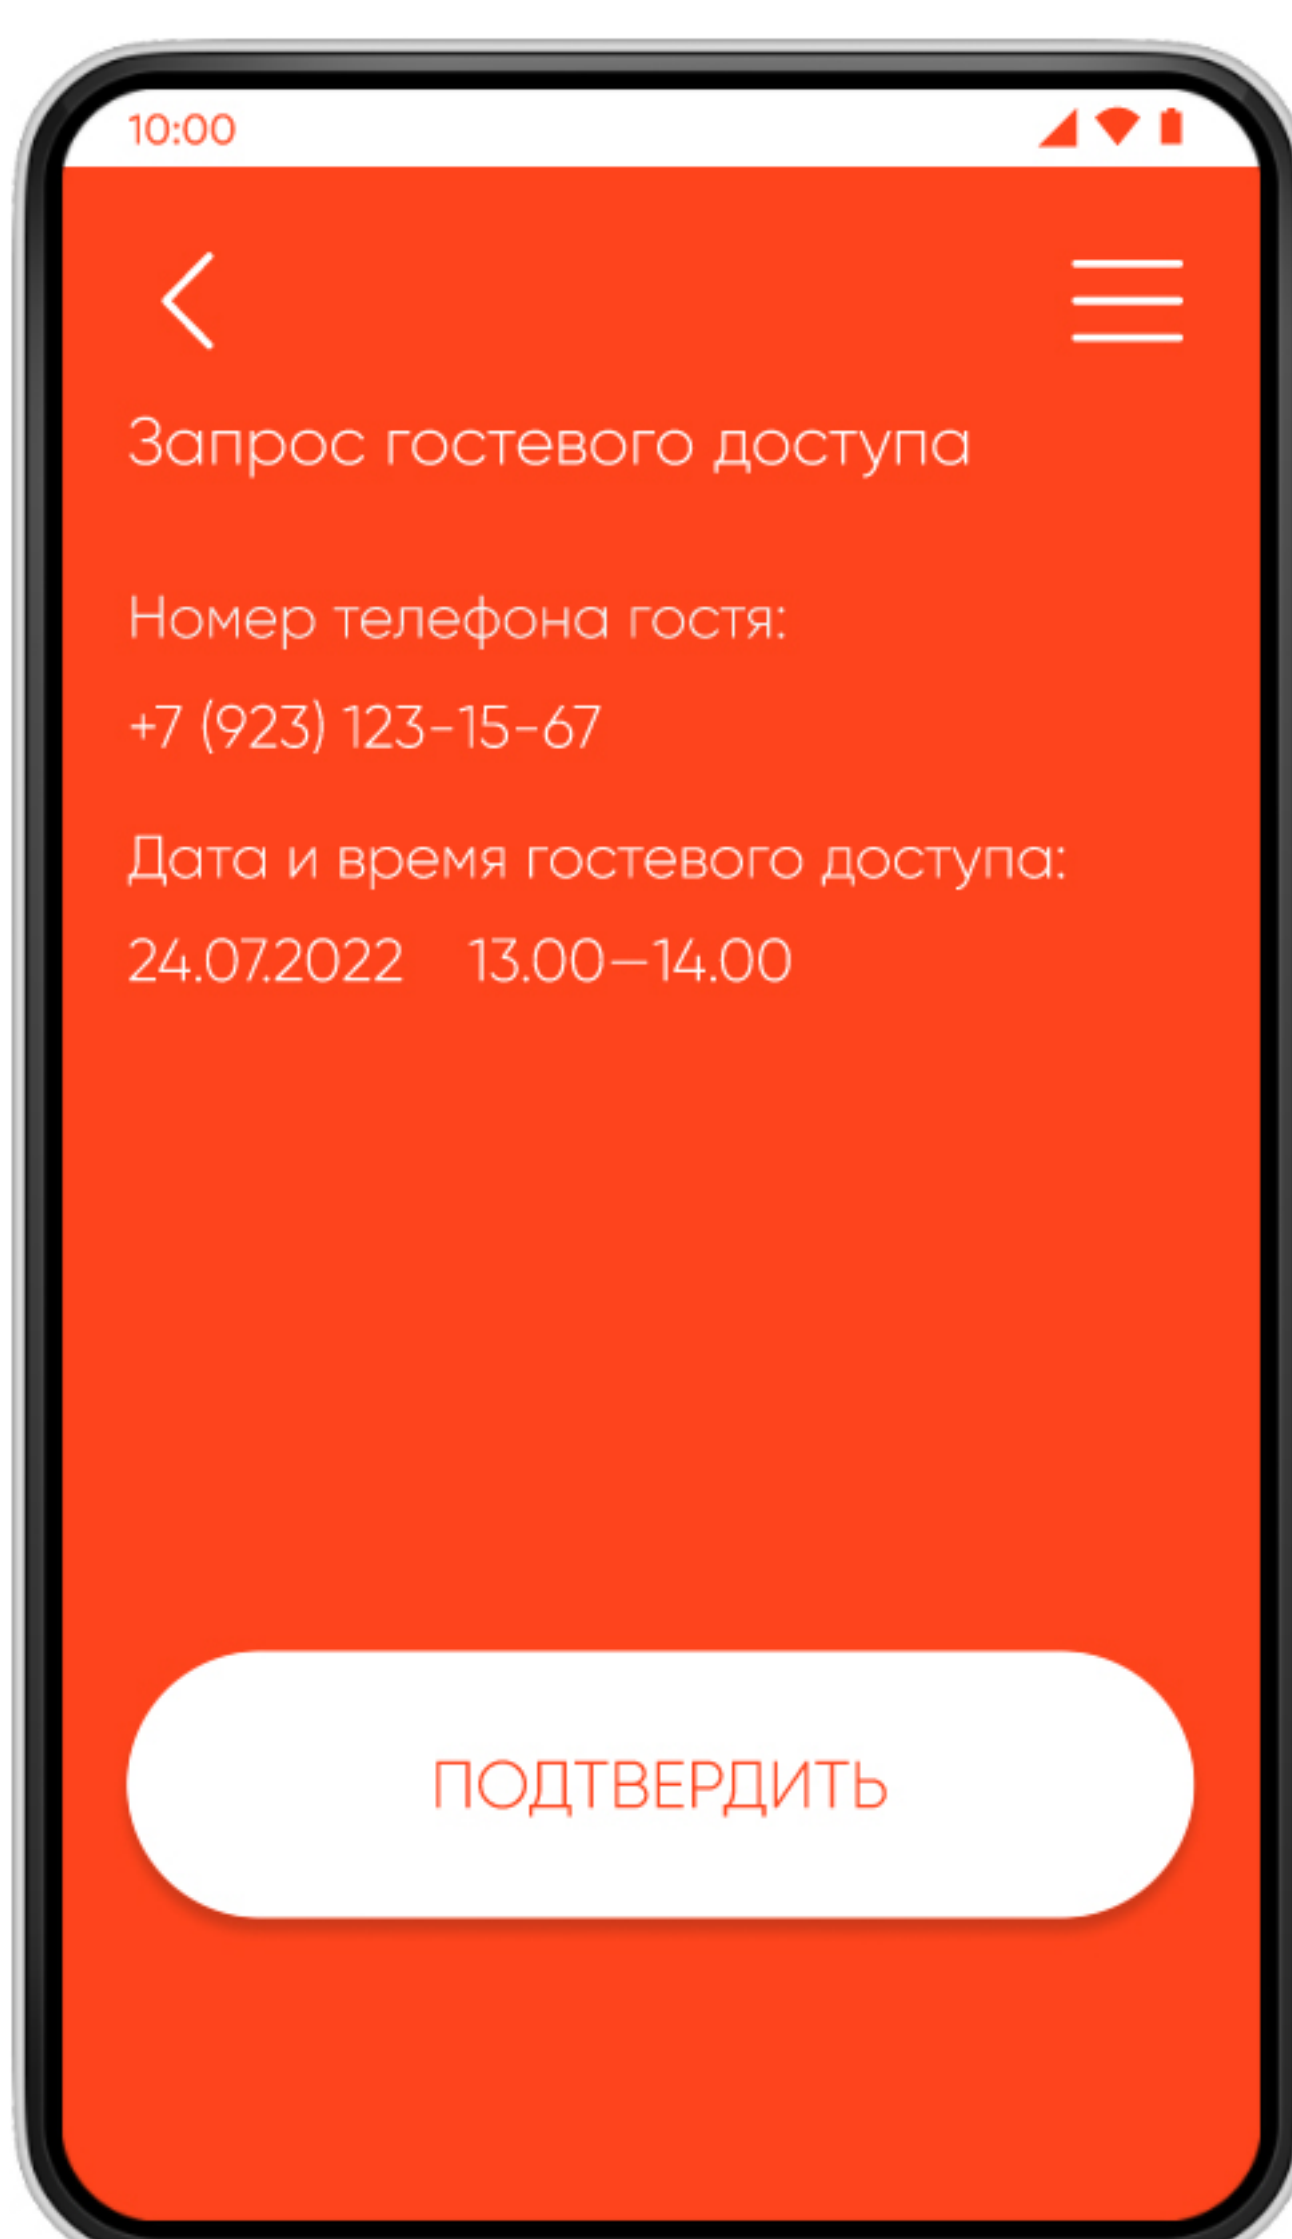 10:00
Запрос гостевого доступа
Номер телефона гостя:
+7 (923) 123-15-67
Дата и время гостевого доступа:
24.07.2022 13.00—14.00
ПОДТВЕРДИТЬ